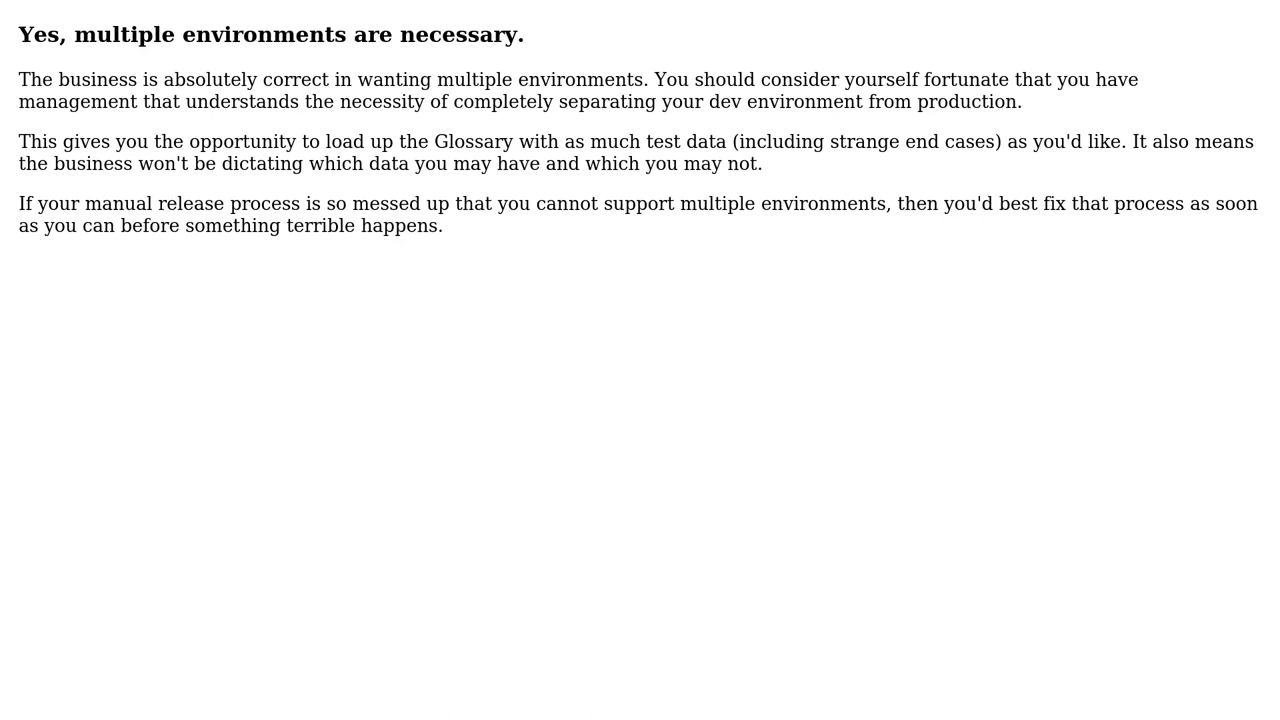 Yes, multiple environments are necessary.
The business is absolutely correct in wanting multiple environments. You should consider yourself fortunate that you have
management that understands the necessity of completely separating your dev environment from production.
This gives you the opportunity to load up the Glossary with as much test data (including strange end cases) as you'd like. It also means
the business won't be dictating which data you may have and which you may not.
If your manual release process is so messed up that you cannot support multiple environments, then you'd best fix that process as soon
as you can before something terrible happens.